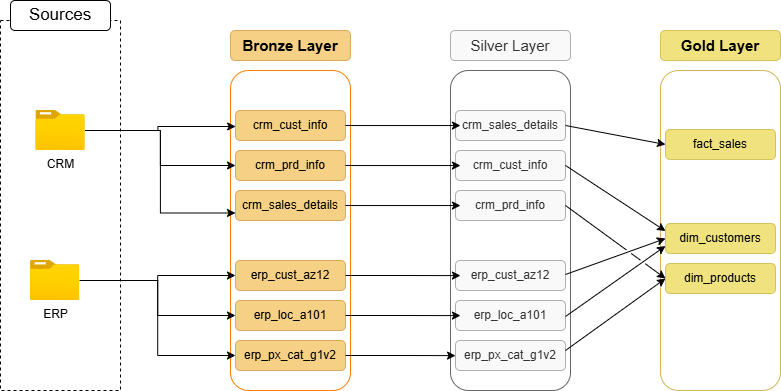 Sources
Bronze Layer
Silver Layer
Gold Layer
CRM
ERP
crm_cust_info
crm_prd_info
crm_sales_details
erp_cust_az12
erp_loc_a101
erp_px_cat_g1v2
crm_sales_details
crm_cust_info
crm_prd_info
erp_cust_az12
erp_loc_a101
erp_px_cat_g1v2
fact_sales
dim_customers
dim_products